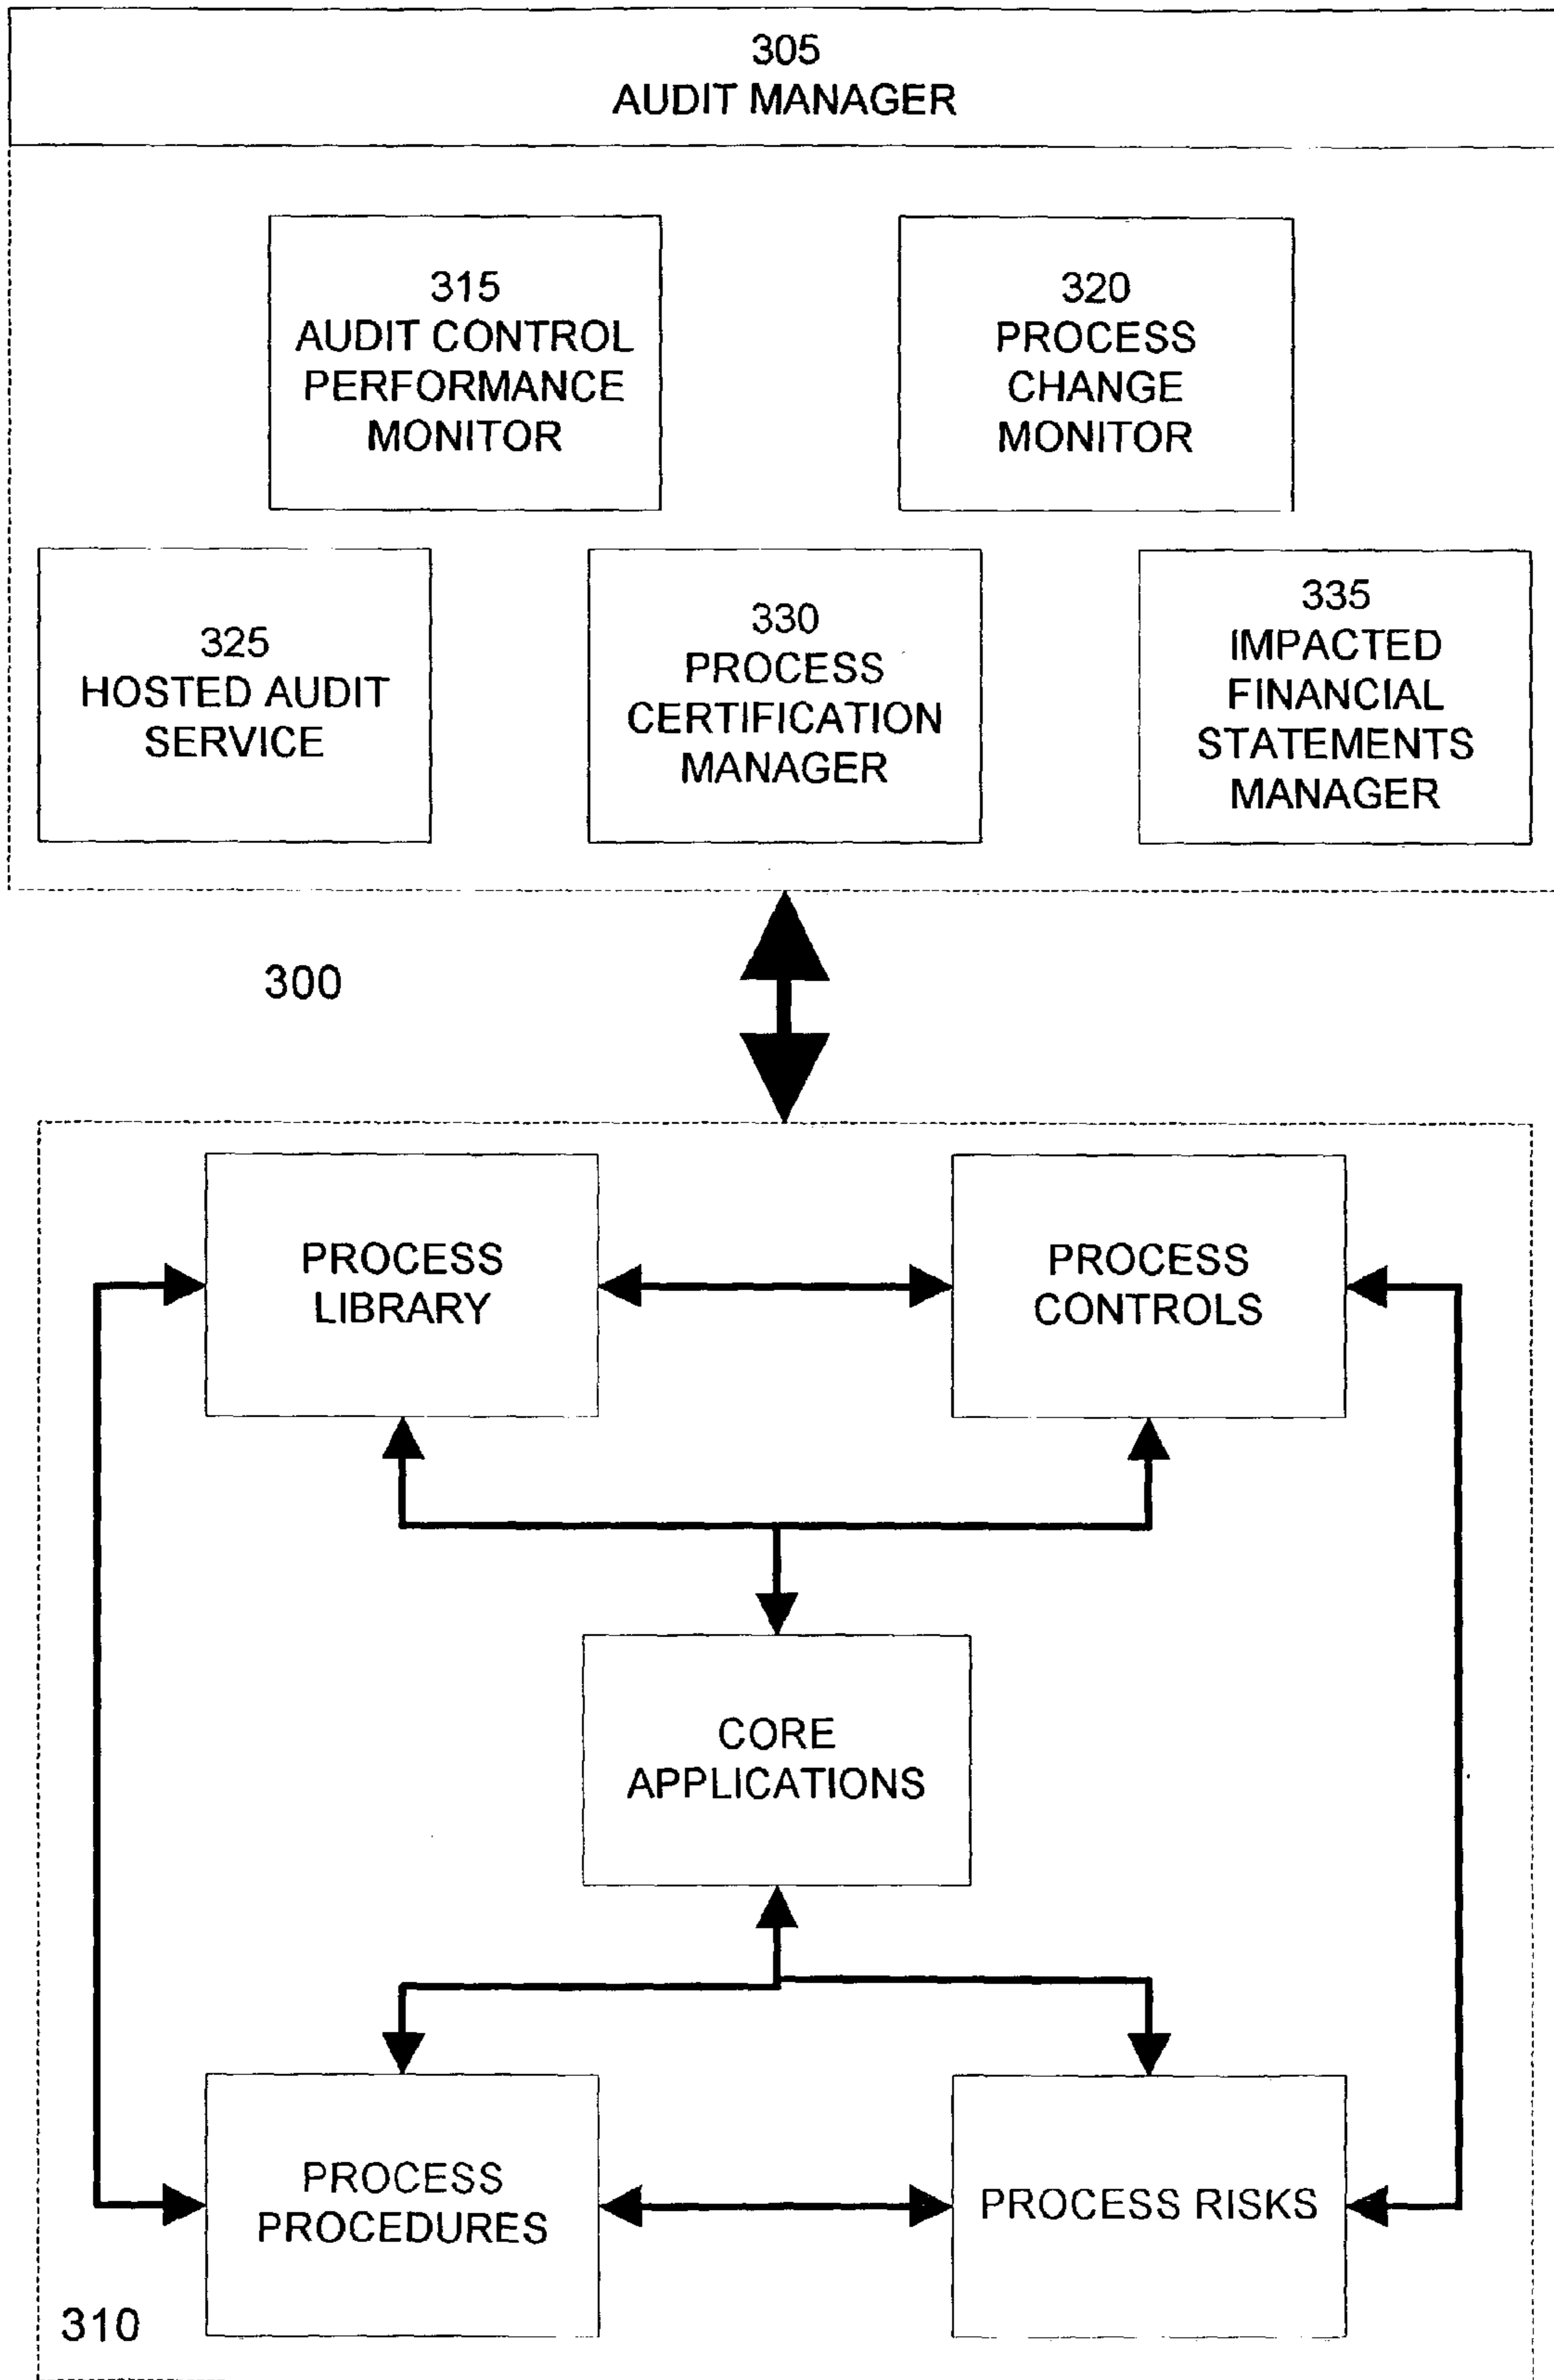 305
AUDIT MANAGER
315
AUDIT CONTROL
PERFORMANCE
MONITOR
320
PROCESS
CHANGE
MONITOR
325
HOSTED AUDIT
SERVICE
330
PROCESS
CERTIFICATION
MANAGER
335
IMPACTED
FINANCIAL
STATEMENTS
MANAGER
300
PROCESS
LIBRARY
PROCESS
CONTROLS
CORE
APPLICATIONS
PROCESS
PROCEDURES
PROCESS RISKS
310